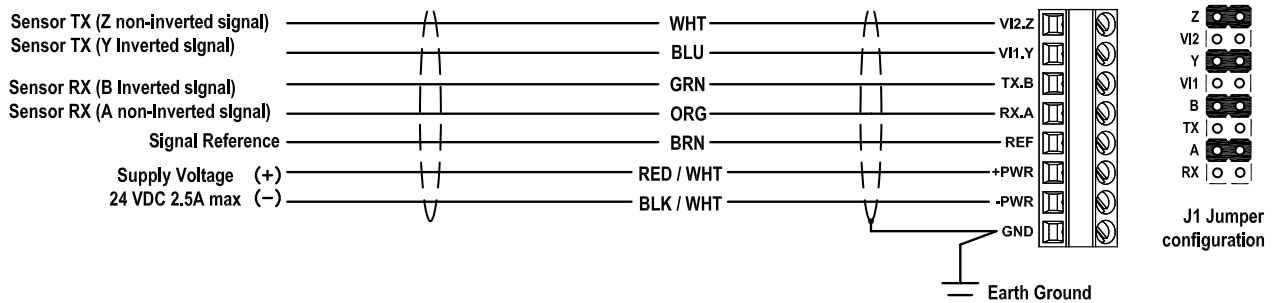 Sensor TX (Z non-inverted signal)
WHT
VI2.Z
Sensor TX (Y Inverted signal)
BLU
VI1.Y
Sensor RX (B Inverted signal)
GRN
TX.B
Sensor RX (A non-Inverted signal)
ORG
RX.A
Signal Reference
BRN
REF
Supply Voltage (+)
RED / WHT
+PWR
24 VDC 2.5A max (−)
BLK / WHT
-PWR
GND
Earth Ground
Z
VI2
Y
VI1
B
TX
A
RX
J1 Jumper
configuration